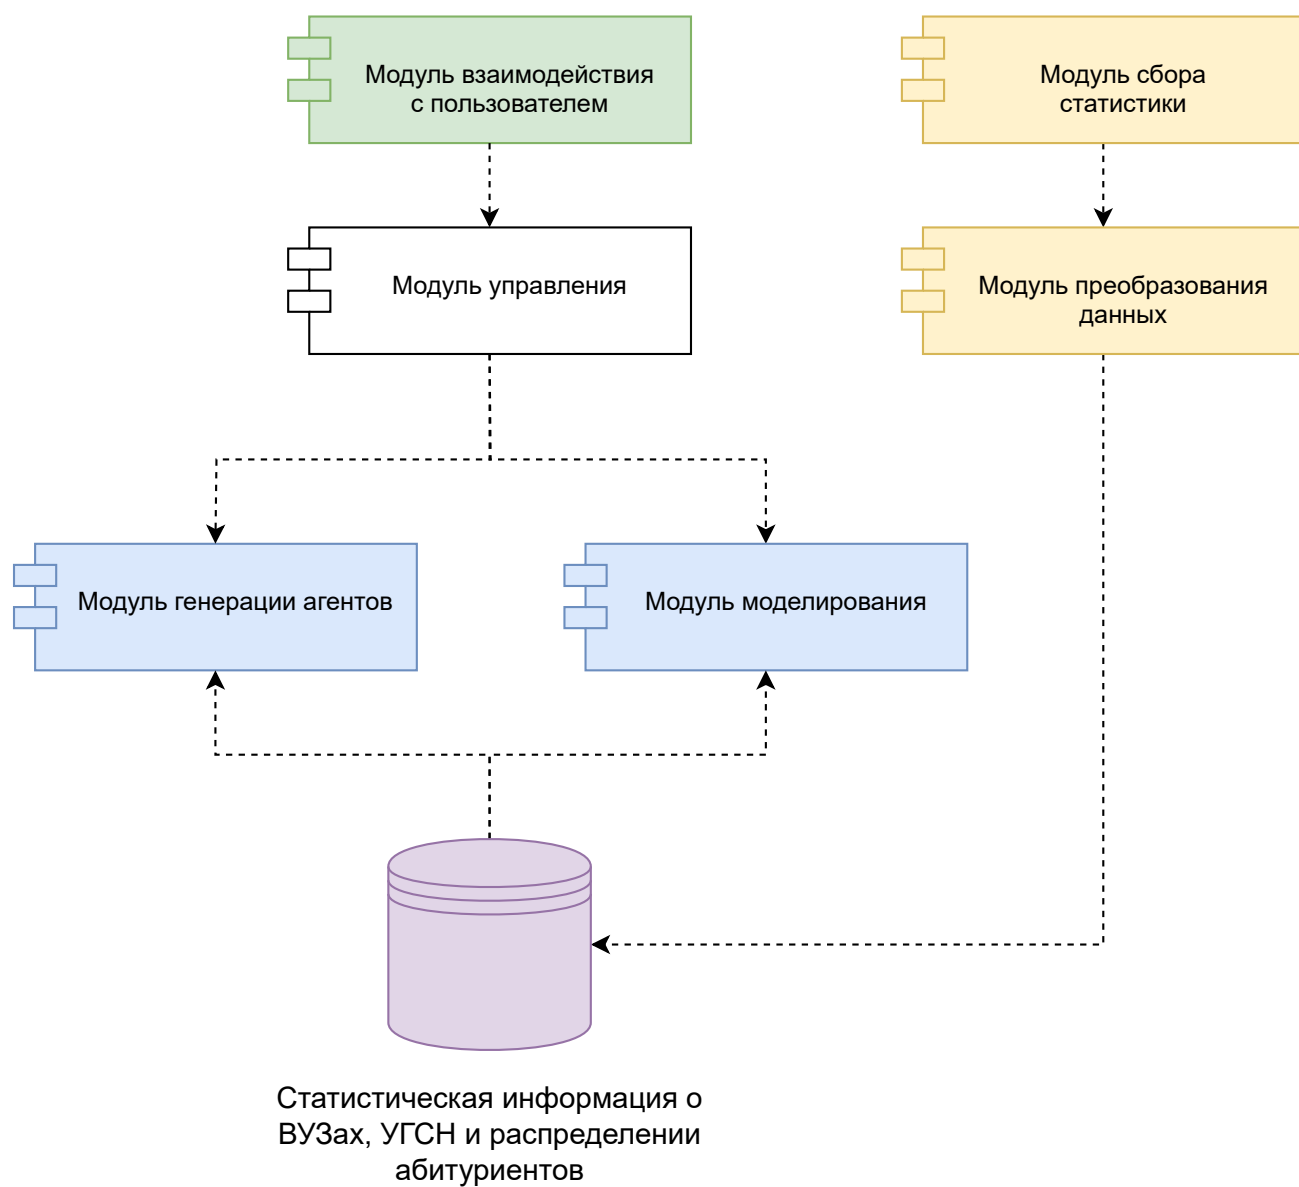 Модуль взаимодействия
с пользователем
Модуль сбора
статистики
Модуль управления
Модуль преобразования
данных
Модуль генерации агентов
Модуль моделирования
Статистическая информация о
ВУЗах, УГСН и распределении
абитуриентов